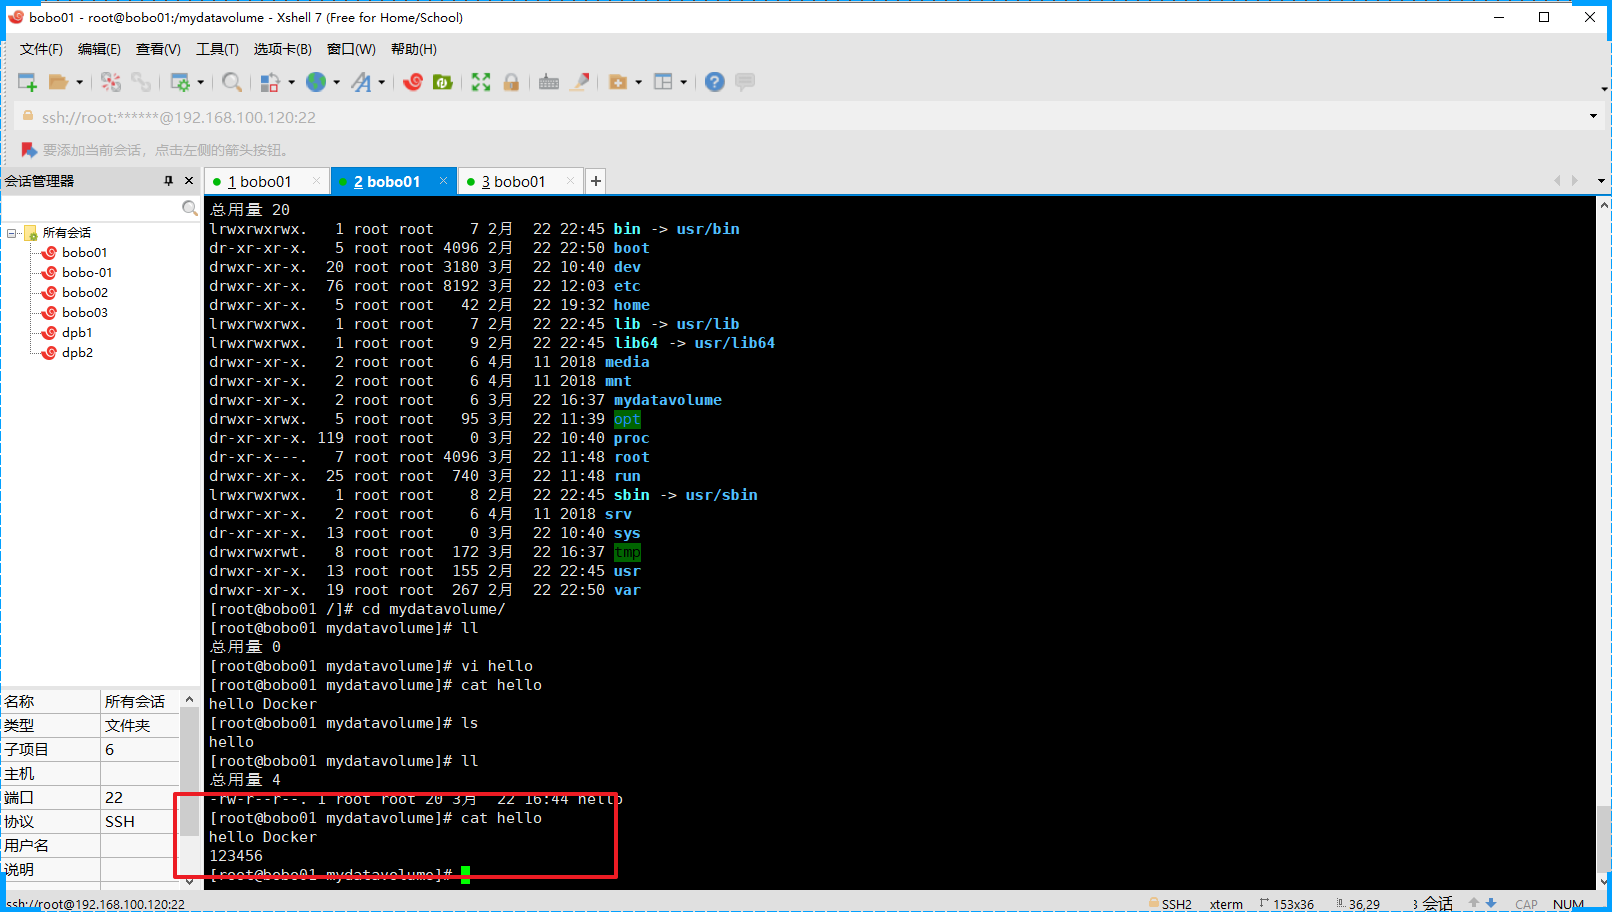 bobo01 - root@bobo01:/mydatavolume - Xshell 7 (Free for Home/School)
文件(F) 编辑(E) 查看(V) 工具(T) 选项卡(B) 窗口(W) 帮助(H)
ssh://root:******@192.168.100.120:22
要添加当前会话，点击左侧的箭头按钮。
会话管理器
1 bobo01
2 bobo01
3 bobo01
所有会话
bobo01
bobo-01
bobo02
bobo03
dpb1
dpb2
名称 所有会话
类型 文件夹
子项目 6
主机
端口 22
协议 SSH
用户名
说明
总用量 20
lrwxrwxrwx. 1 root root 7 2月 22 22:45 bin -> usr/bin
dr-xr-xr-x. 5 root root 4096 2月 22 22:50 boot
drwxr-xr-x. 20 root root 3180 3月 22 10:40 dev
drwxr-xr-x. 76 root root 8192 3月 22 12:03 etc
drwxr-xr-x. 5 root root 42 2月 22 19:32 home
lrwxrwxrwx. 1 root root 7 2月 22 22:45 lib -> usr/lib
lrwxrwxrwx. 1 root root 9 2月 22 22:45 lib64 -> usr/lib64
drwxr-xr-x. 2 root root 6 4月 11 2018 media
drwxr-xr-x. 2 root root 6 4月 11 2018 mnt
drwxr-xr-x. 2 root root 6 3月 22 16:37 mydatavolume
drwxr-xrwx. 5 root root 95 3月 22 11:39 opt
dr-xr-xr-x. 119 root root 0 3月 22 10:40 proc
dr-xr-x---. 7 root root 4096 3月 22 11:48 root
drwxr-xr-x. 25 root root 740 3月 22 11:48 run
lrwxrwxrwx. 1 root root 8 2月 22 22:45 sbin -> usr/sbin
drwxr-xr-x. 2 root root 6 4月 11 2018 srv
dr-xr-xr-x. 13 root root 0 3月 22 10:40 sys
drwxrwxrwt. 8 root root 172 3月 22 16:37 tmp
drwxr-xr-x. 13 root root 155 2月 22 22:45 usr
drwxr-xr-x. 19 root root 267 2月 22 22:50 var
[root@bobo01 /]# cd mydatavolume/
[root@bobo01 mydatavolume]# ll
总用量 0
[root@bobo01 mydatavolume]# vi hello
[root@bobo01 mydatavolume]# cat hello
hello Docker
[root@bobo01 mydatavolume]# ls
hello
[root@bobo01 mydatavolume]# ll
总用量 4
-rw-r--r--. 1 root root 20 3月 22 16:44 hello
[root@bobo01 mydatavolume]# cat hello
hello Docker
123456
[root@bobo01 mydatavolume]#
ssh://root@192.168.100.120:22
SSH2 xterm 153x36 36,29 3 会话 CAP NUM